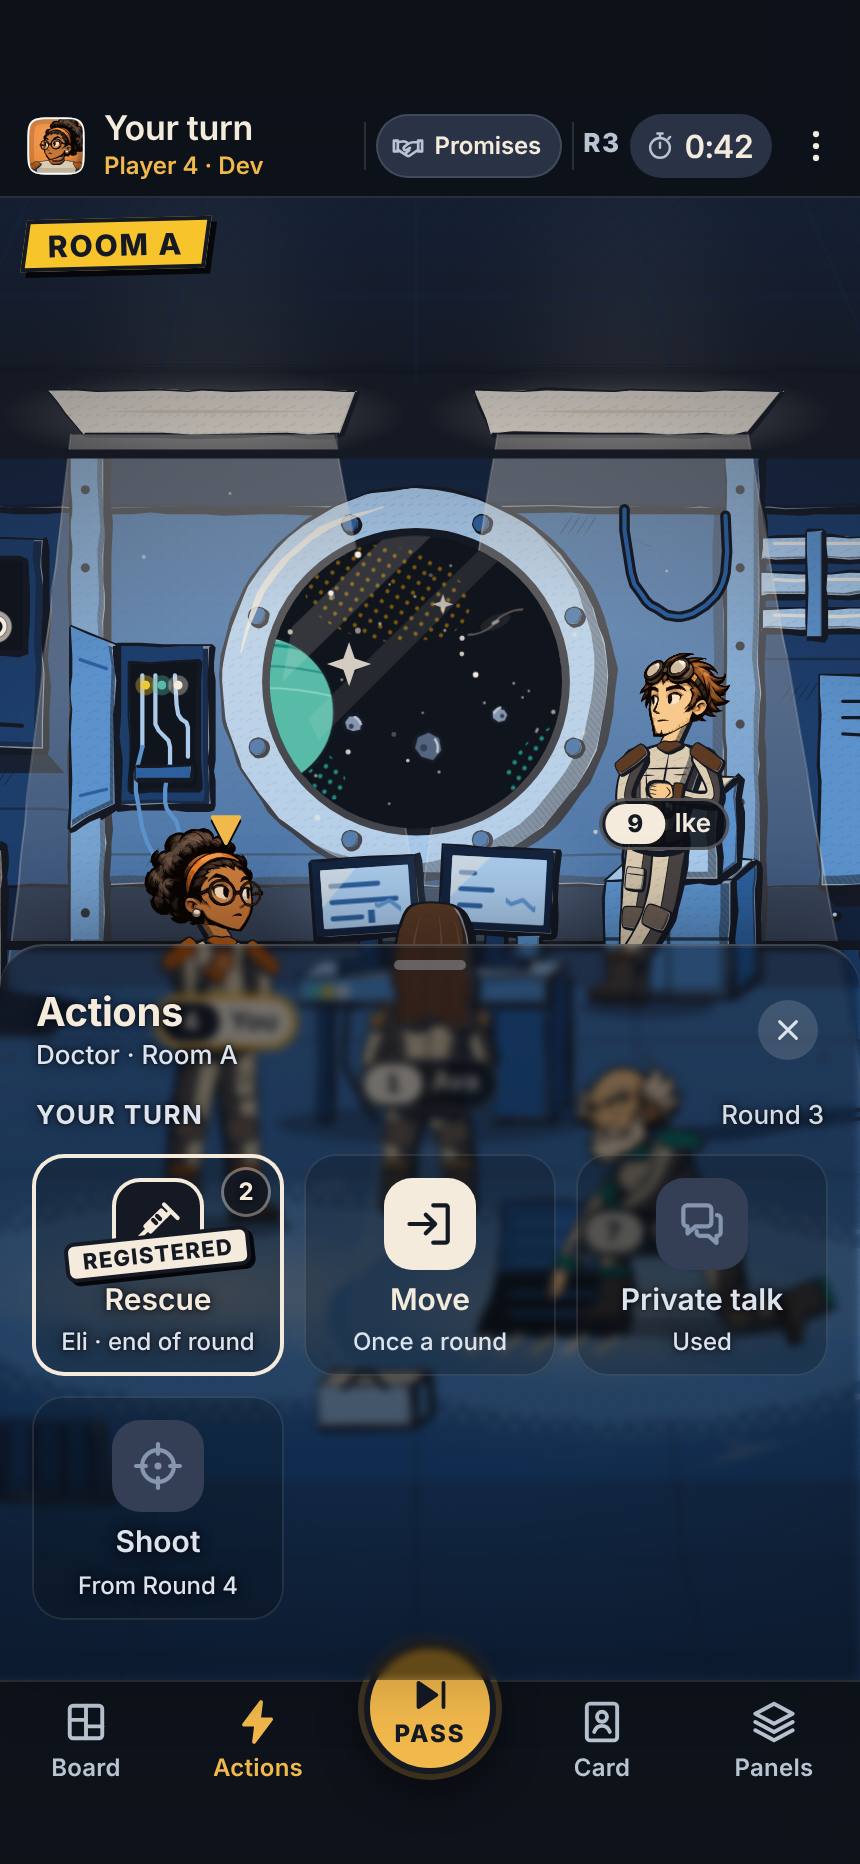 Your turn
Player 4 · Dev
Promises
R3
0:42
ROOM A
9 Ike
Actions
Doctor · Room A
You
Ava
YOUR TURN
Round 3
2
REGISTERED
Rescue
Eli · end of round
Move
Once a round
Private talk
Used
Shoot
From Round 4
PASS
Board
Actions
Card
Panels